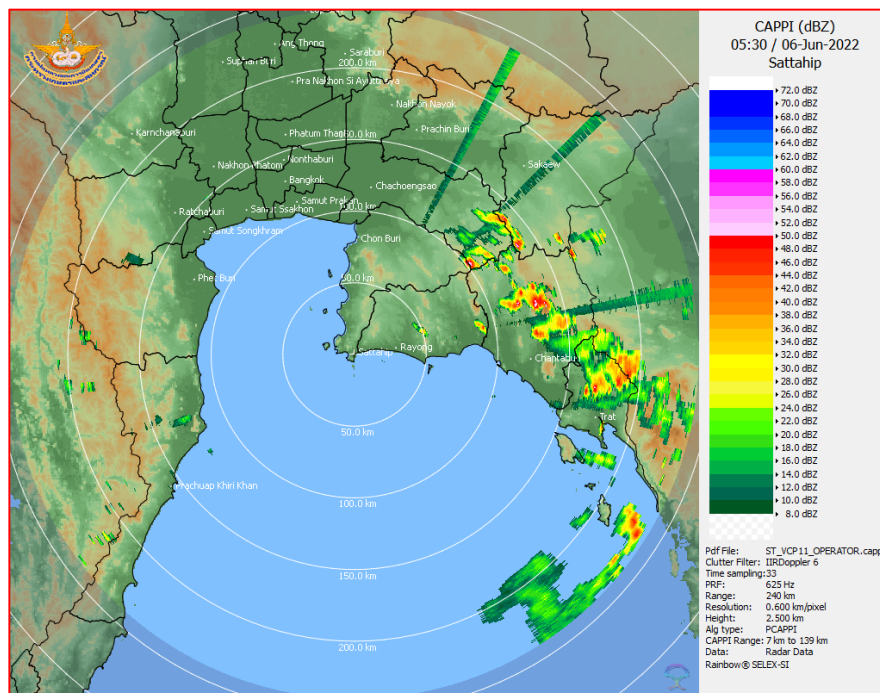 CAPPI (dBZ)
05:30 / 06-Jun-2022
Sattahip
72.0 dBZ
70.0 dBZ
68.0 dBZ
66.0 dBZ
64.0 dBZ
62.0 dBZ
60.0 dBZ
58.0 dBZ
56.0 dBZ
54.0 dBZ
52.0 dBZ
50.0 dBZ
48.0 dBZ
46.0 dBZ
44.0 dBZ
42.0 dBZ
40.0 dBZ
38.0 dBZ
36.0 dBZ
34.0 dBZ
32.0 dBZ
30.0 dBZ
28.0 dBZ
26.0 dBZ
24.0 dBZ
22.0 dBZ
20.0 dBZ
18.0 dBZ
16.0 dBZ
14.0 dBZ
12.0 dBZ
10.0 dBZ
8.0 dBZ
Pdf File: ST_VCP11_OPERATOR.capp
Clutter Filter: IIRDoppler 6
Time sampling:33
PRF: 625 Hz
Range: 240 km
Resolution: 0.600 km/pixel
Height: 2.500 km
Alg type: PCAPPI
CAPPI Range: 7 km to 139 km
Data: Radar Data
Rainbow® SELEX-SI
Ang Thong
Saraburi
Suphan Buri
200.0 km
Pra Nakhon Si Ayutthaya
Nakhon Nayok
Karnchanaburi
Phatum Thani
Prachin Buri
Nonthaburi
Nakhon Phatom
Sakaew
Bangkok
Chachoengsao
Samut Prakan
Ratchaburi
Samut Ssakhon
Samut Songkhram
Chon Buri
Phet Buri
Rayong
Sattahip
Chantaburi
Trat
50.0 km
Prachuap Khiri Khan
100.0 km
150.0 km
200.0 km